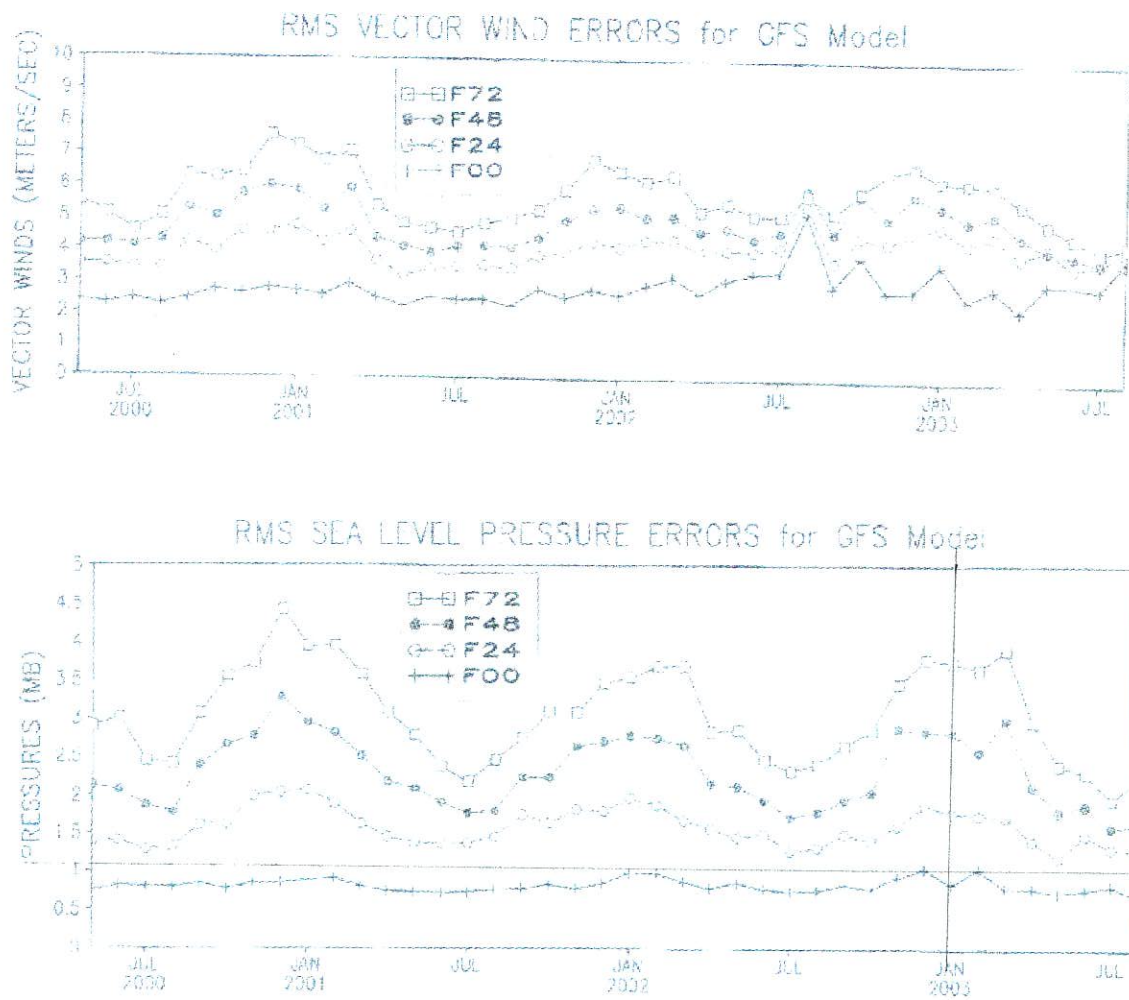 RMS VECTOR WIND ERRORS for GFS Model
VECTOR WINDS (METERS/SEC)
10
9
8
7
6
5
4
3
2
1
0
F72
F48
F24
F00
JUL
2000
JAN
2001
JUL
JAN
2002
JUL
JAN
2003
JUL
RMS SEA LEVEL PRESSURE ERRORS for GFS Model
PRESSURES (MB)
5
4.5
4
3.5
3
2.5
2
1.5
1
0.5
0
F72
F48
F24
F00
JUL
2000
JAN
2001
JUL
JAN
2002
JUL
JAN
2003
JUL